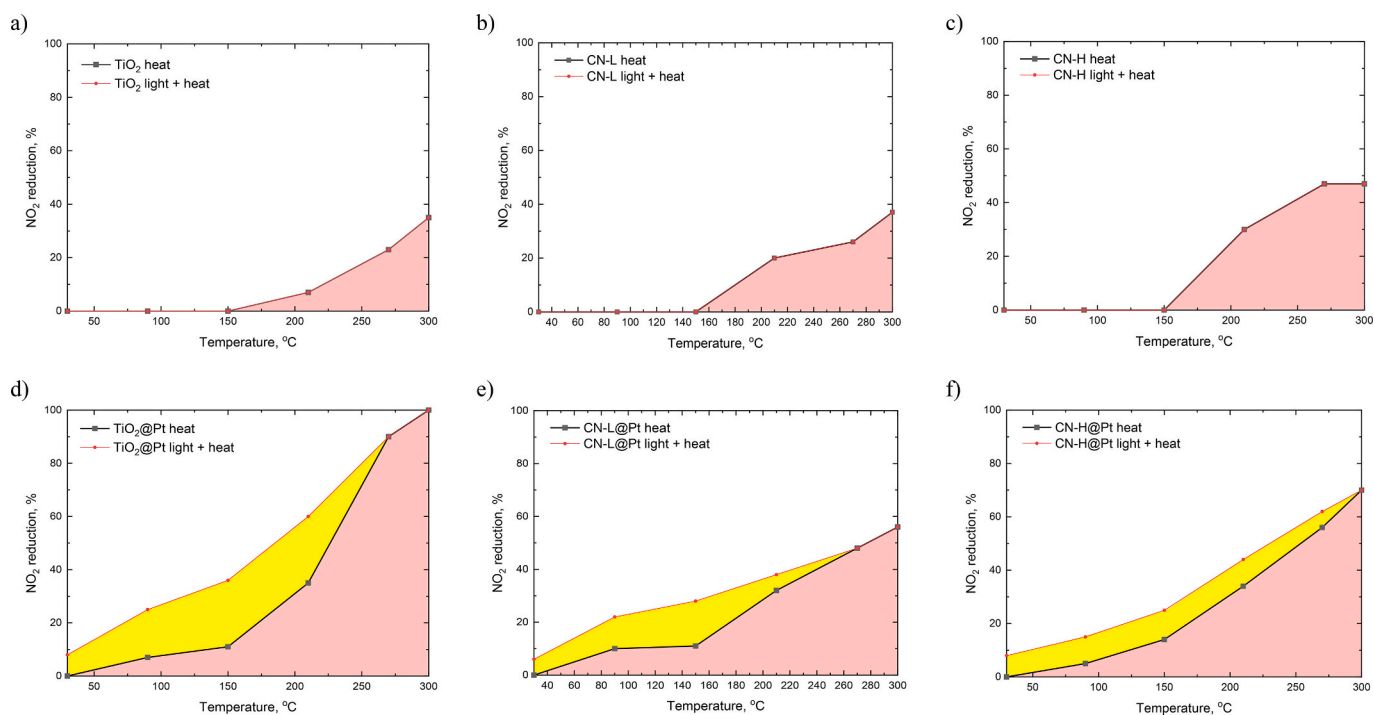 a)
100
80
60
40
20
0
NO₂ reduction, %
TiO₂ heat
TiO₂ light + heat
50 100 150 200 250 300
Temperature, °C
b)
100
80
60
40
20
0
NO₂ reduction, %
CN-L heat
CN-L light + heat
40 60 80 100 120 140 160 180 200 220 240 260 280 300
Temperature, °C
c)
100
80
60
40
20
0
NO₂ reduction, %
CN-H heat
CN-H light + heat
50 100 150 200 250 300
Temperature, °C
d)
100
80
60
40
20
0
NO₂ reduction, %
TiO₂@Pt heat
TiO₂@Pt light + heat
50 100 150 200 250 300
Temperature, °C
e)
100
80
60
40
20
0
NO₂ reduction, %
CN-L@Pt heat
CN-L@Pt light + heat
40 60 80 100 120 140 160 180 200 220 240 260 280 300
Temperature, °C
f)
100
80
60
40
20
0
NO₂ reduction, %
CN-H@Pt heat
CN-H@Pt light + heat
50 100 150 200 250 300
Temperature, °C